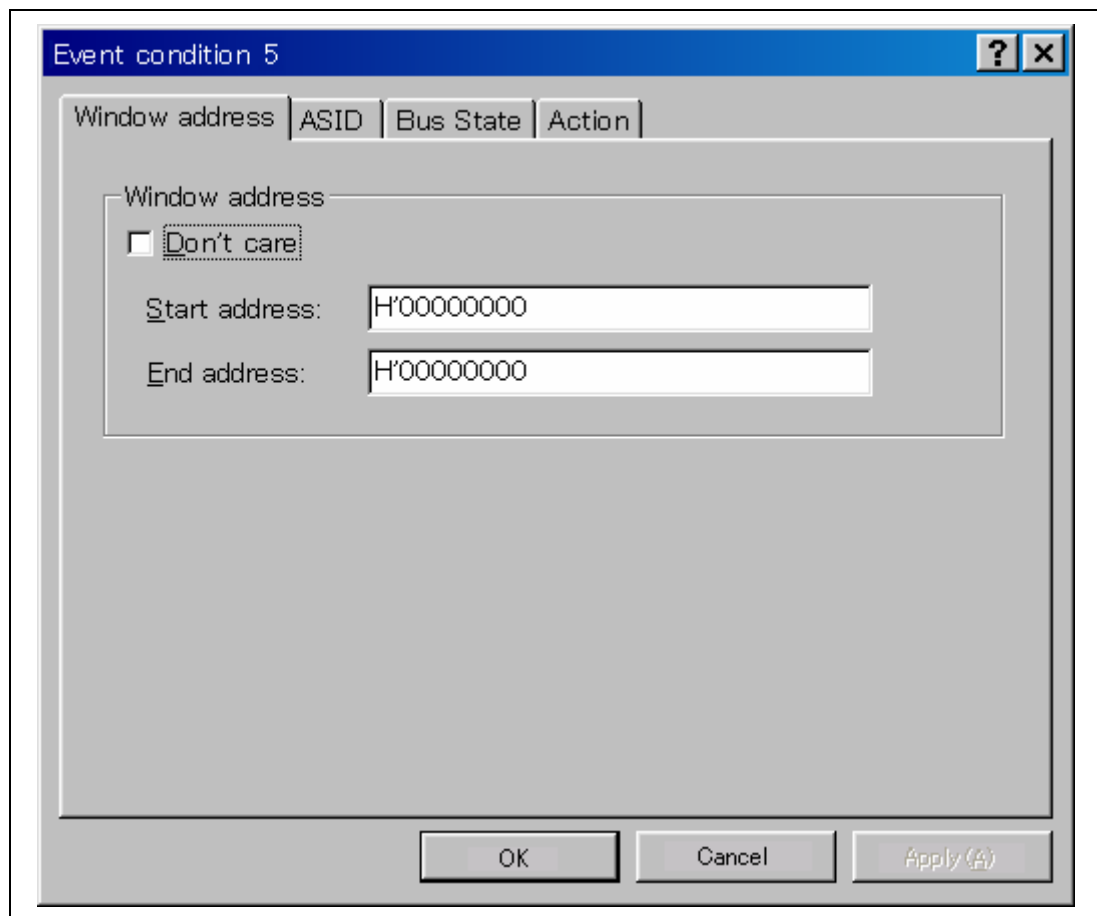 Event condition 5 ? ×
Window address ASID Bus State Action
Window address
Don't care
Start address: H'00000000
End address: H'00000000
OK Cancel Apply (A)